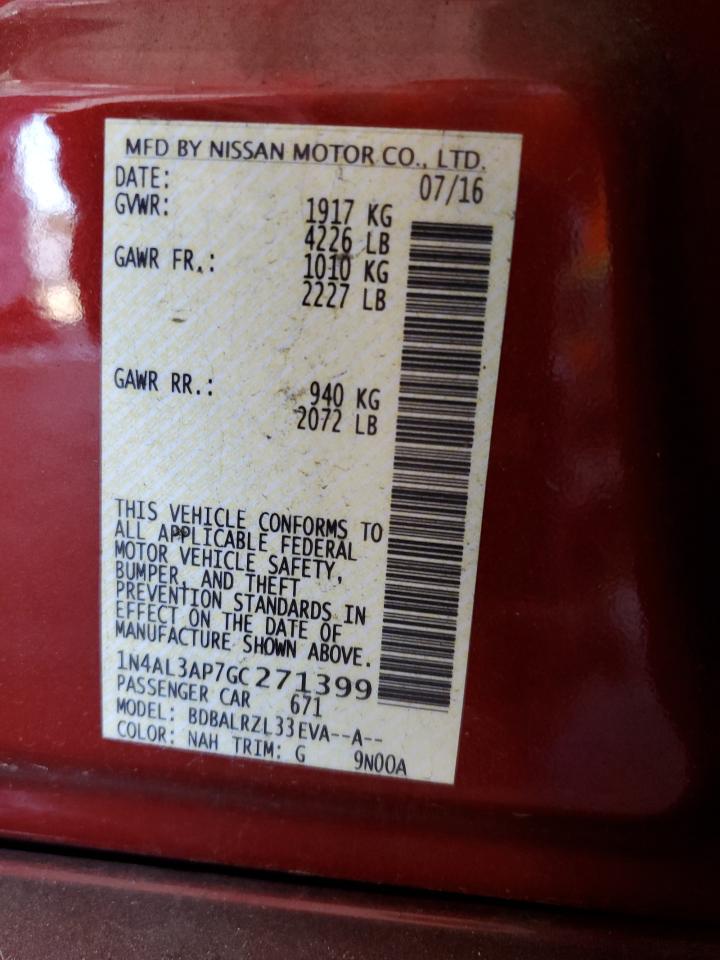 MFD BY NISSAN MOTOR CO., LTD.
DATE: 07/16
GVWR: 1917 KG
4226 LB
GAWR FR.: 1010 KG
2227 LB
GAWR RR.: 940 KG
2072 LB
THIS VEHICLE CONFORMS TO
ALL APPLICABLE FEDERAL
MOTOR VEHICLE SAFETY,
BUMPER, AND THEFT
PREVENTION STANDARDS IN
EFFECT ON THE DATE OF
MANUFACTURE SHOWN ABOVE.
1N4AL3AP7GC271399
PASSENGER CAR 671
MODEL: BDBALRZL33EVA--A--
COLOR: NAH TRIM: G 9N00A